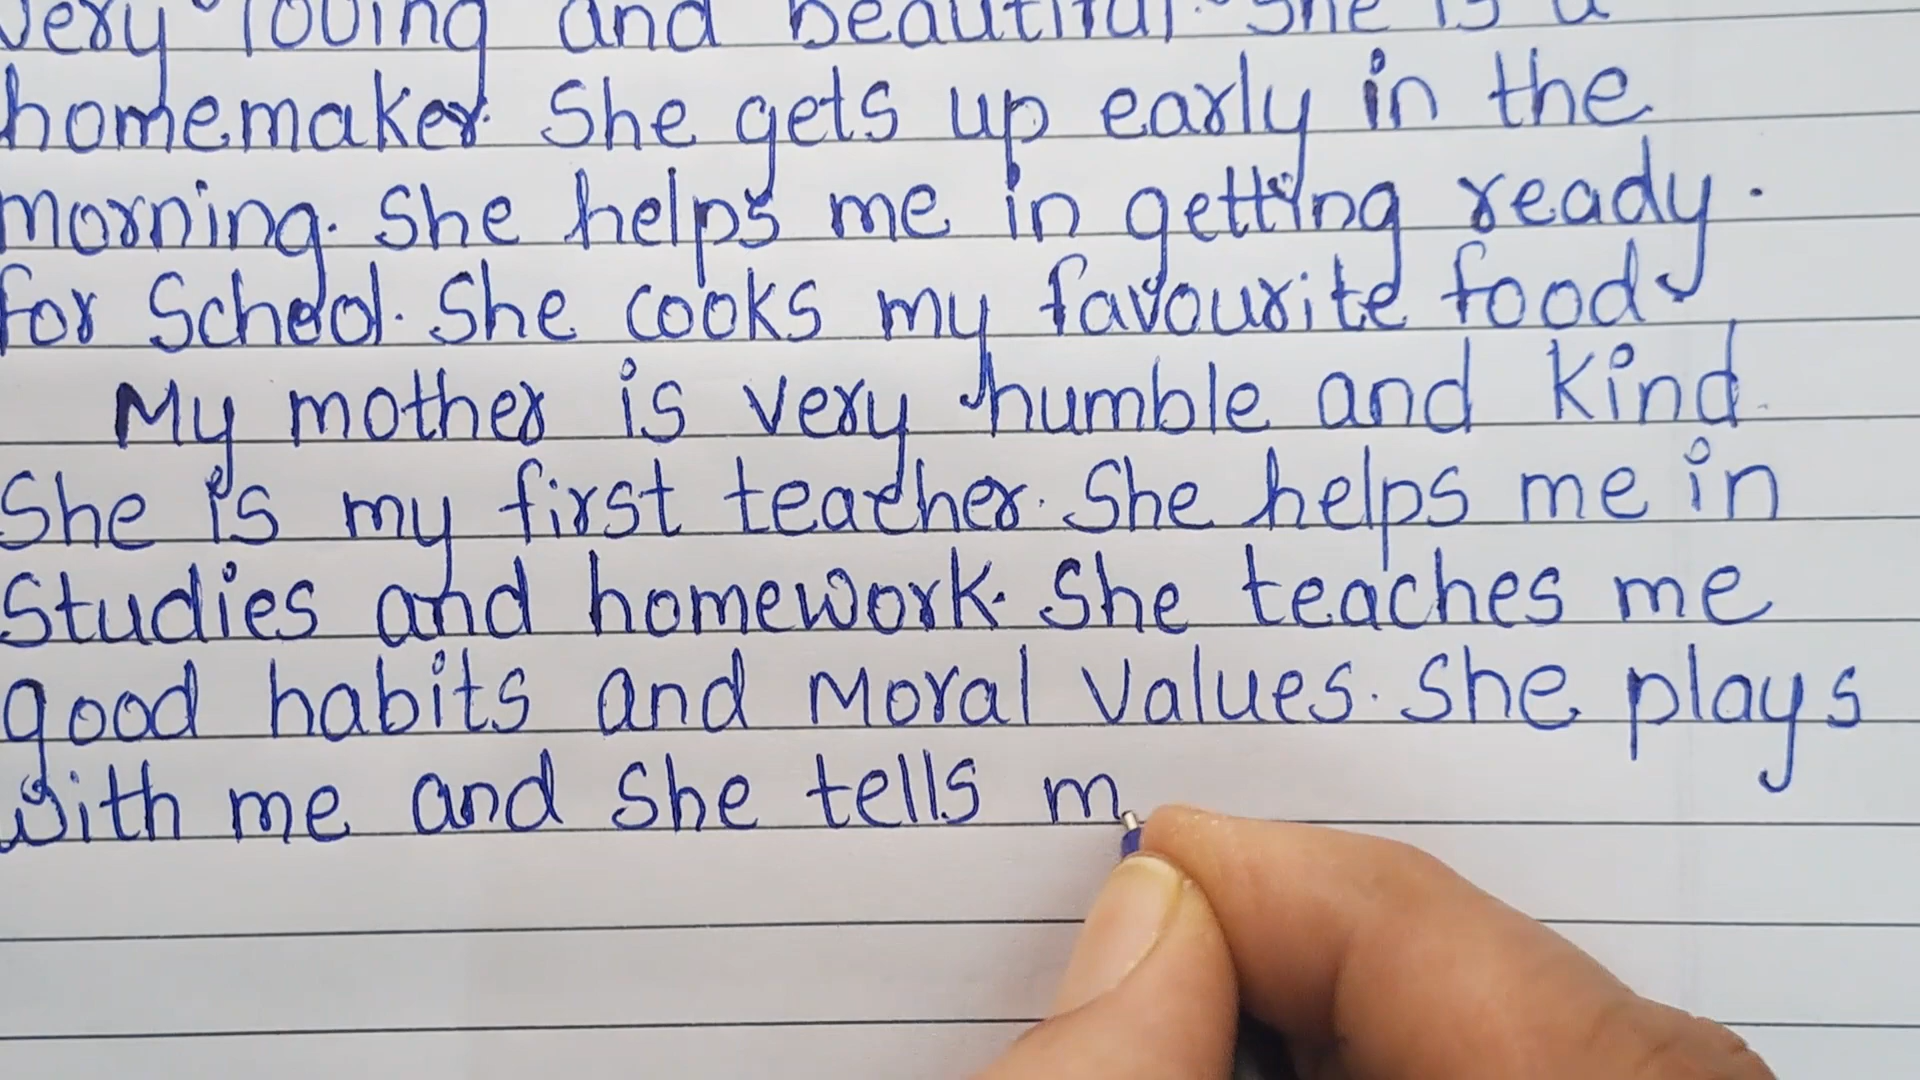 very loving and beautiful. She is a
homemaker. She gets up early in the
morning. She helps me in getting ready.
for School. She cooks my favourite food.
My mother is very humble and kind.
She is my first teacher. She helps me in
Studies and homework. She teaches me
good habits and Moral Values. She plays
with me and She tells m